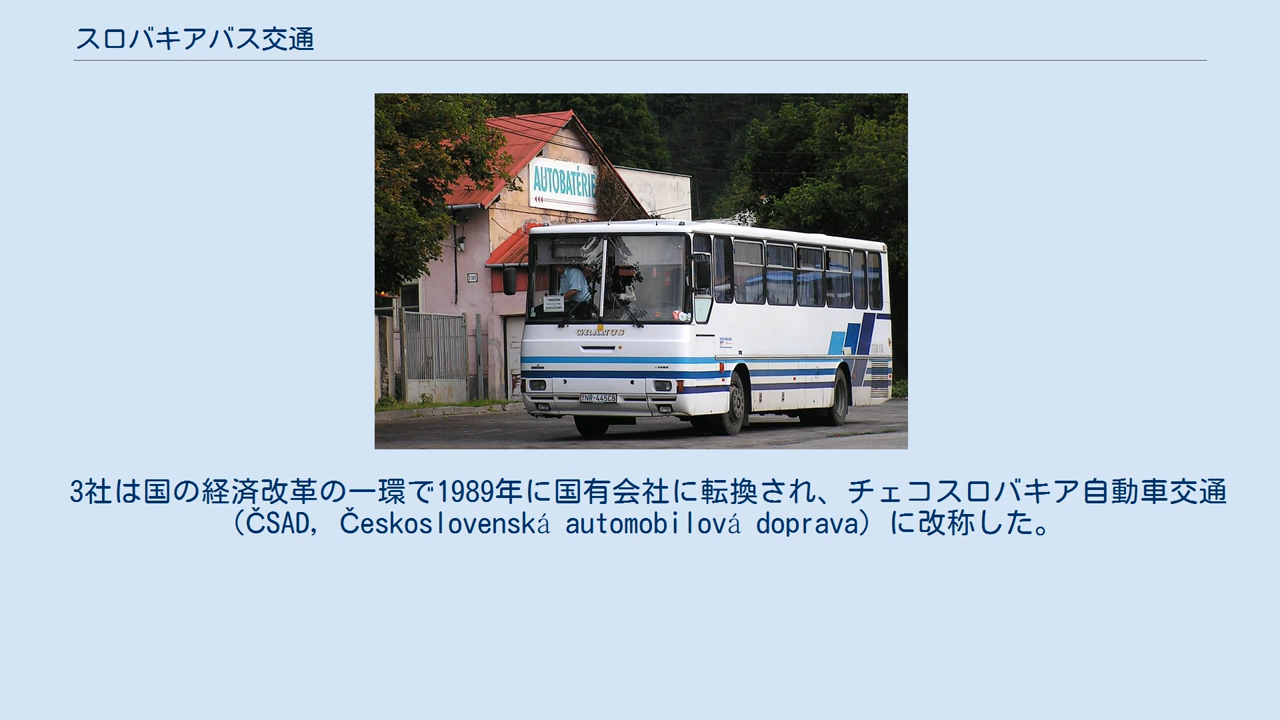 スロバキアバス交通
AUTOBATÉRIE
GRANUS
NR-445CB
3社は国の経済改革の一環で1989年に国有会社に転換され、チェコスロバキア自動車交通
（ČSAD, Československá automobilová doprava）に改称した。